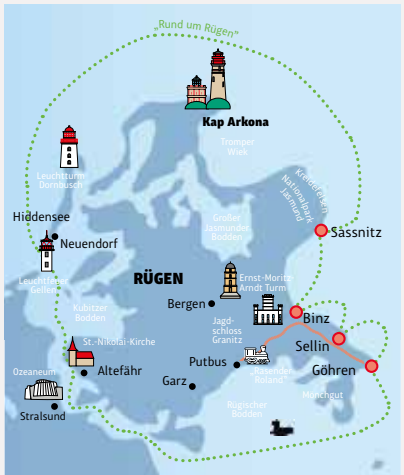 „Rund um Rügen“
Kap Arkona
Tromper
Wiek
Leuchtturm
Dornbusch
Kreidefelsen
Nationalpark
Jasmund
Großer
Jasmunder
Bodden
Hiddensee
Neuendorf
Sassnitz
Leuchtfeuer
Gellen
RÜGEN
Ernst-Moritz-
Arndt Turm
Bergen
Kubitzer
Bodden
Binz
Jagd-
schloss
Granitz
St.-Nikolai-Kirche
Sellin
Putbus
Göhren
Ozeaneum
Altefähr
„Rasender
Roland“
Garz
Mönchgut
Rügischer
Bodden
Stralsund